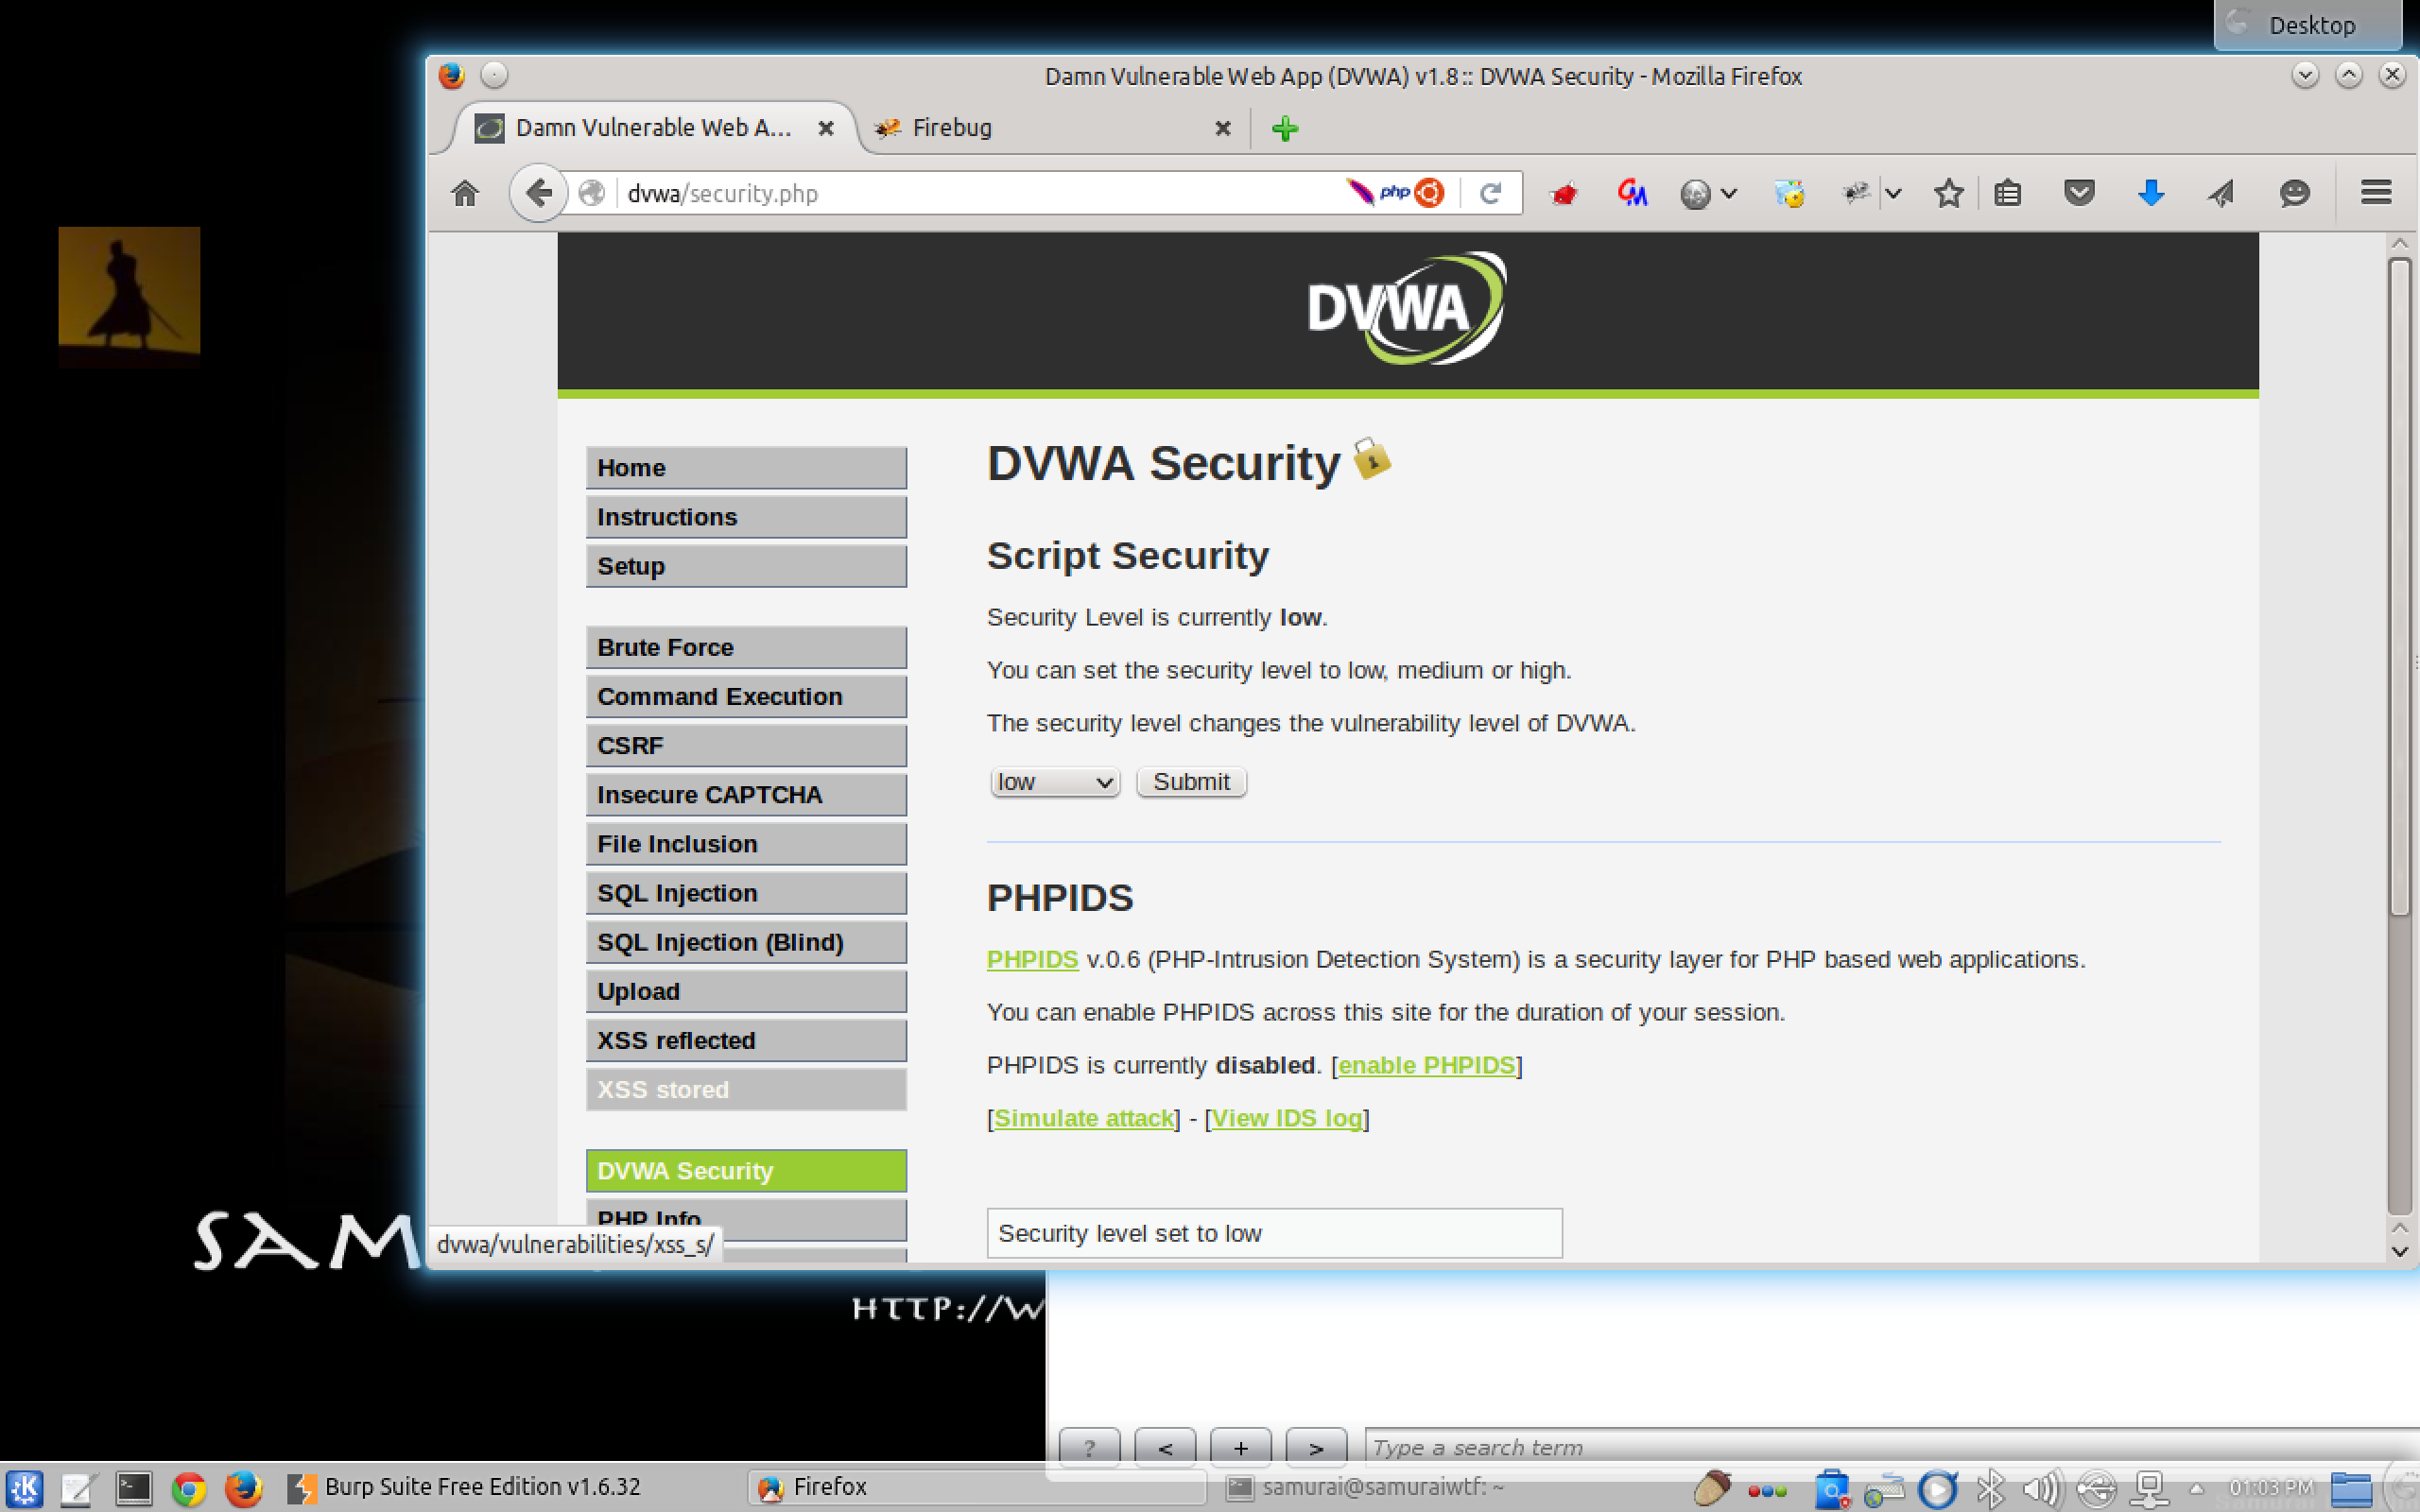 Desktop
Damn Vulnerable Web App (DVWA) v1.8 :: DVWA Security - Mozilla Firefox
Damn Vulnerable Web A...
Firebug
dvwa/security.php
php
DVWA
Home
Instructions
Setup
Brute Force
Command Execution
CSRF
Insecure CAPTCHA
File Inclusion
SQL Injection
SQL Injection (Blind)
Upload
XSS reflected
XSS stored
DVWA Security
PHP Info
dvwa/vulnerabilities/xss_s/
DVWA Security
Script Security
Security Level is currently low.
You can set the security level to low, medium or high.
The security level changes the vulnerability level of DVWA.
low
Submit
PHPIDS
PHPIDS v.0.6 (PHP-Intrusion Detection System) is a security layer for PHP based web applications.
You can enable PHPIDS across this site for the duration of your session.
PHPIDS is currently disabled. [enable PHPIDS]
[Simulate attack] - [View IDS log]
Security level set to low
SAM
HTTP://W
? < + >
Type a search term
Burp Suite Free Edition v1.6.32
Firefox
samurai@samuraiwtf: ~
01:03 PM